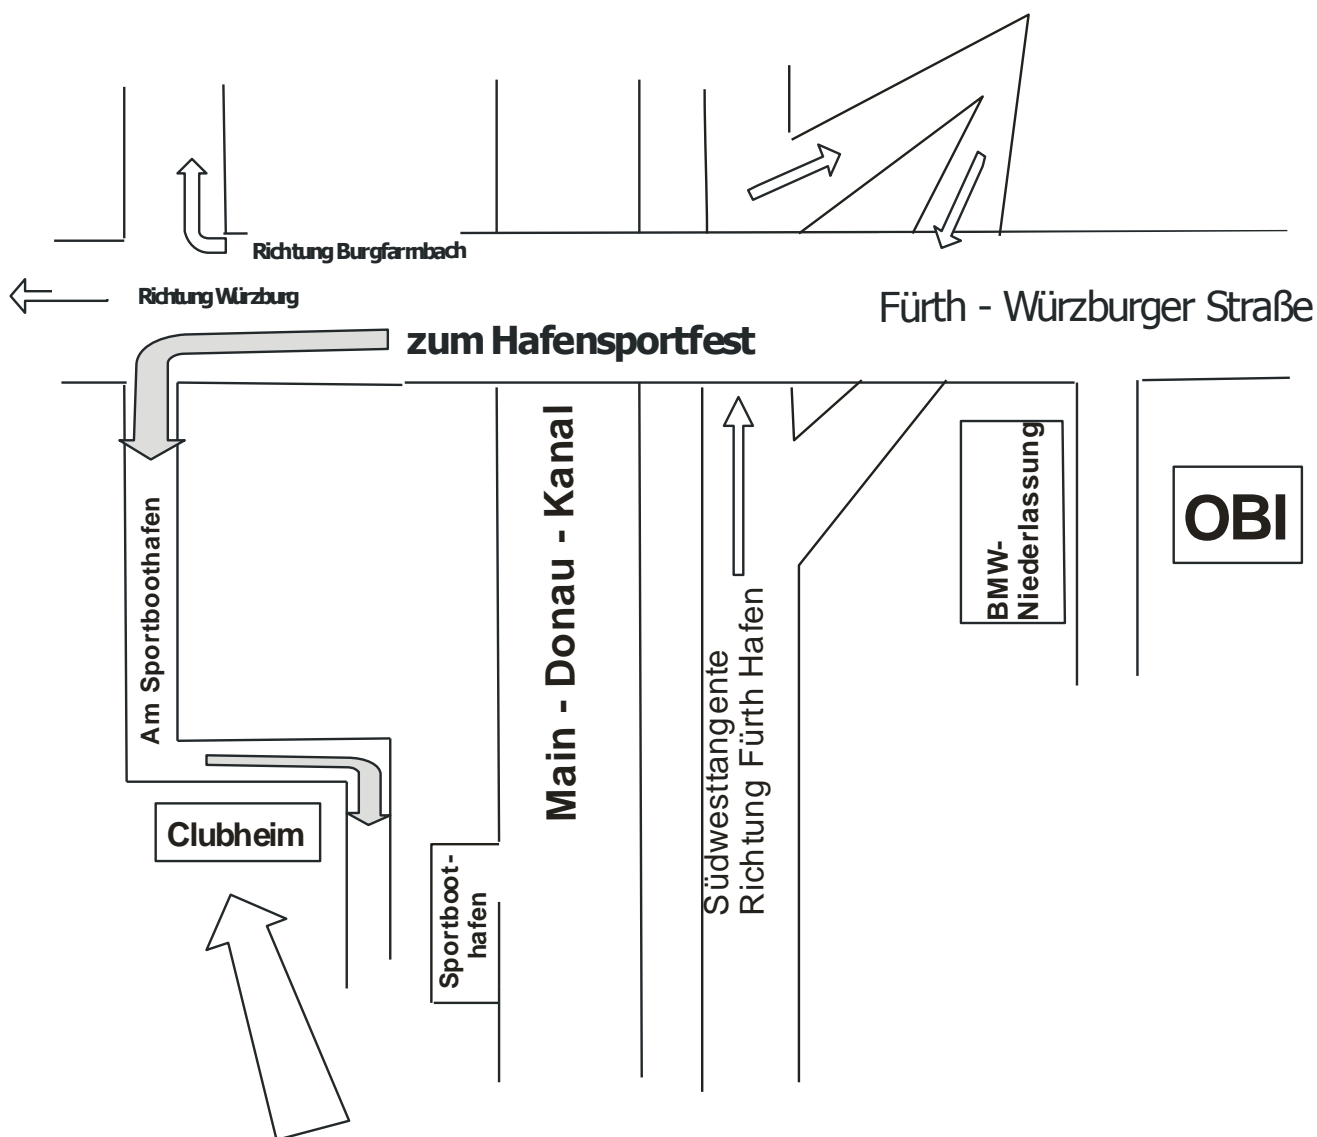 Richtung Burgfarrnbach
Richtung Würzburg
Fürth - Würzburger Straße
zum Hafensportfest
Am Sportboothafen
Main - Donau - Kanal
Südwesttangente
Richtung Fürth Hafen
BMW-
Niederlassung
OBI
Clubheim
Sportboot-
hafen